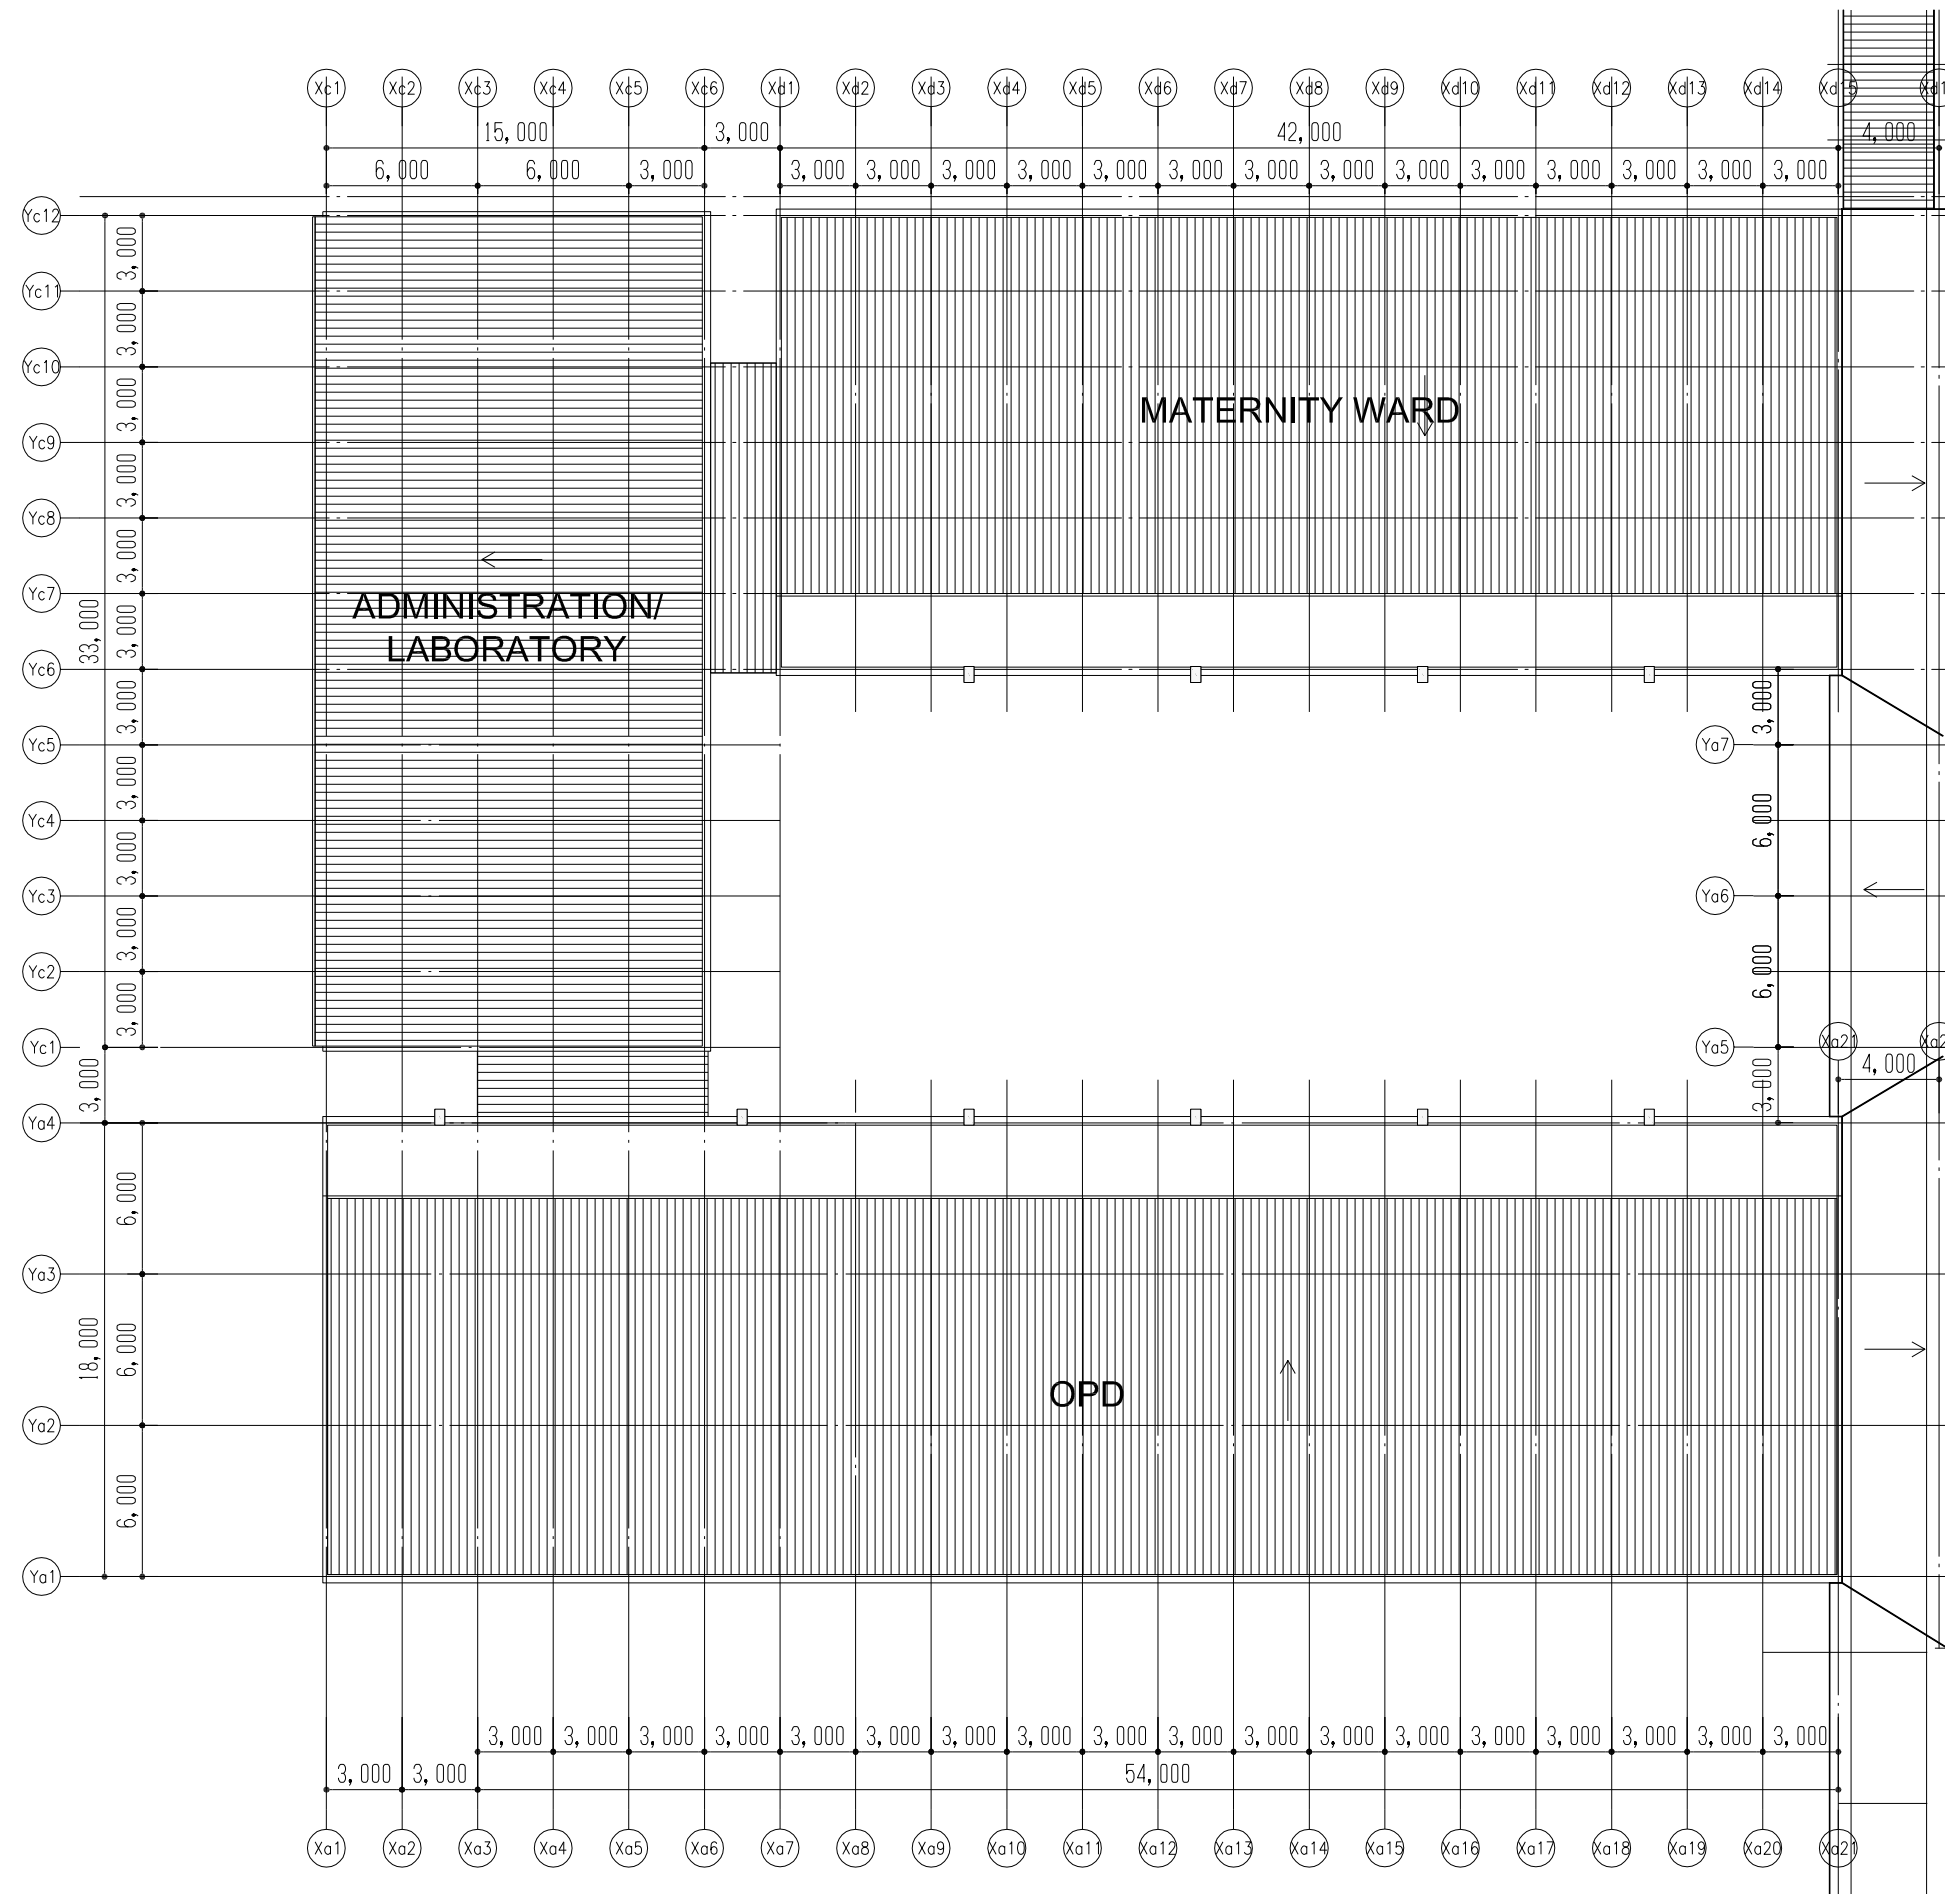 Xc1 Xc2 Xc3 Xc4 Xc5 Xc6 Xd1 Xd2 Xd3 Xd4 Xd5 Xd6 Xd7 Xd8 Xd9 Xd10 Xd11 Xd12 Xd13 Xd14 Xd15
15,000 3,000 42,000 4,000
6,000 6,000 3,000 3,000 3,000 3,000 3,000 3,000 3,000 3,000 3,000 3,000 3,000 3,000 3,000 3,000 3,000
Yc12
3,000
Yc11
3,000
Yc10
3,000
MATERNITY WARD
Yc9
3,000
Yc8
3,000
Yc7
ADMINISTRATION/
33,000
3,000
LABORATORY
Yc6
3,000
3,000
Yc5
Ya7
3,000
6,000
Yc4
3,000
Yc3
Ya6
3,000
6,000
Yc2
3,000
Yc1
Ya5
Xa21
4,000
3,000
3,000
Ya4
6,000
Ya3
18,000
6,000
OPD
Ya2
6,000
Ya1
3,000 3,000 3,000 3,000 3,000 3,000 3,000 3,000 3,000 3,000 3,000 3,000 3,000 3,000 3,000 3,000 3,000 3,000
3,000 3,000 54,000
Xa1 Xa2 Xa3 Xa4 Xa5 Xa6 Xa7 Xa8 Xa9 Xa10 Xa11 Xa12 Xa13 Xa14 Xa15 Xa16 Xa17 Xa18 Xa19 Xa20 Xa21